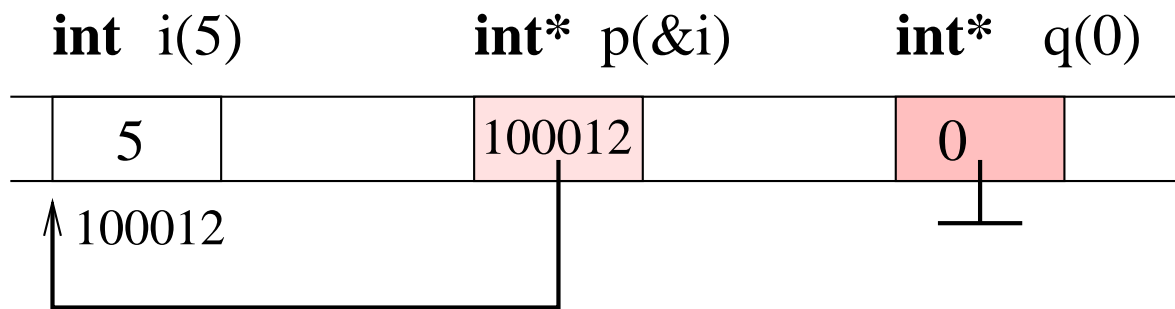 int i(5) int* p(&i) int* q(0)
5 100012 0
100012